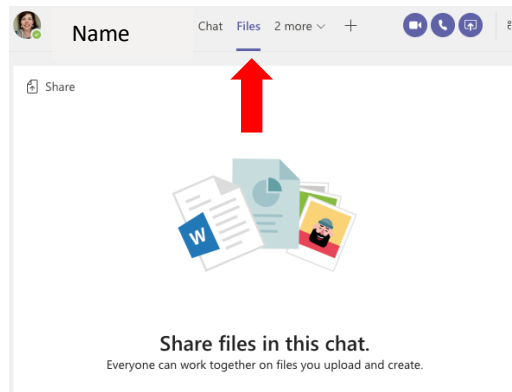 Name Chat Files 2 more
Share
W
Share files in this chat.
Everyone can work together on files you upload and create.